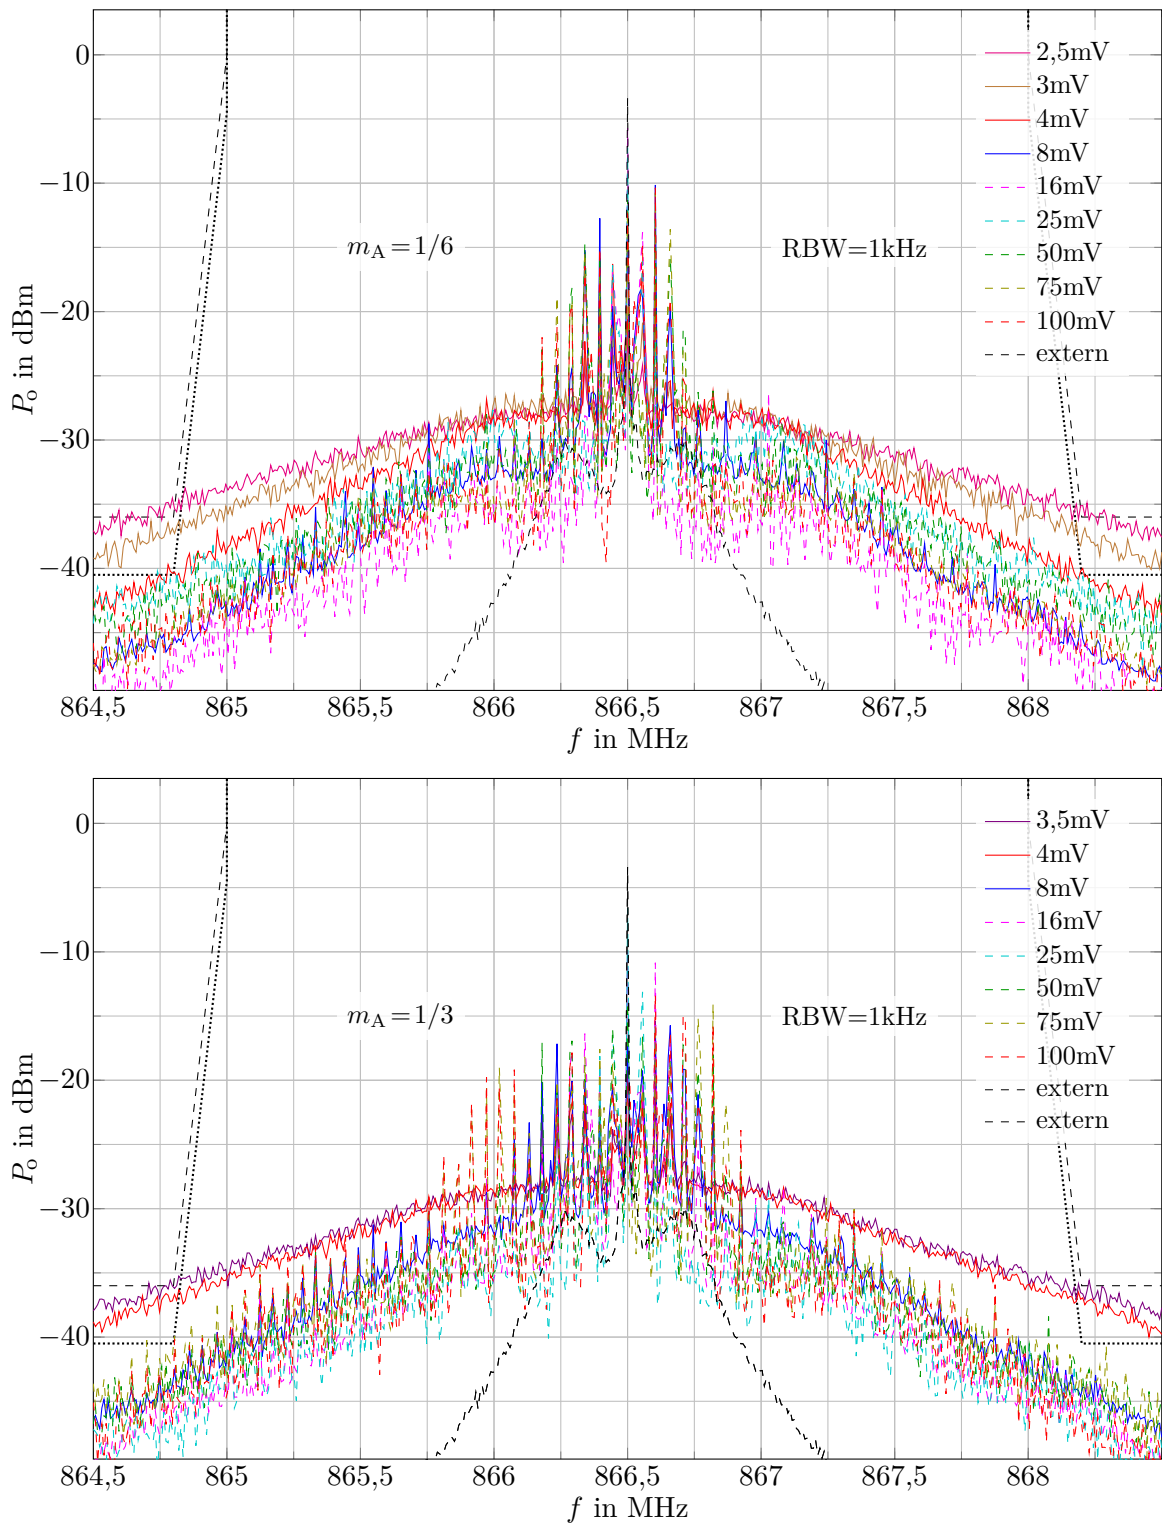 0
−10
−20
−30
−40
P_o in dBm
m_A=1/6
RBW=1kHz
2,5mV
3mV
4mV
8mV
16mV
25mV
50mV
75mV
100mV
extern
864,5 865 865,5 866 866,5 867 867,5 868
f in MHz
0
−10
−20
−30
−40
P_o in dBm
m_A=1/3
RBW=1kHz
3,5mV
4mV
8mV
16mV
25mV
50mV
75mV
100mV
extern
extern
864,5 865 865,5 866 866,5 867 867,5 868
f in MHz